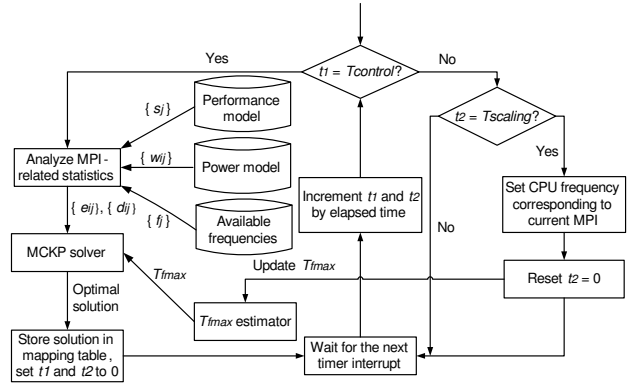 Yes
t1 = Tcontrol?
No
{ sj }
Performance
model
t2 = Tscaling?
Analyze MPI -
related statistics
{ wij }
Power model
Yes
Increment t1 and t2
by elapsed time
Set CPU frequency
corresponding to
current MPI
{ eij }, { dij }
{ fj }
Available
frequencies
No
MCKP solver
Tfmax
Update Tfmax
Reset t2 = 0
Optimal
solution
Tfmax estimator
Store solution in
mapping table ,
set t1 and t2 to 0
Wait for the next
timer interrupt